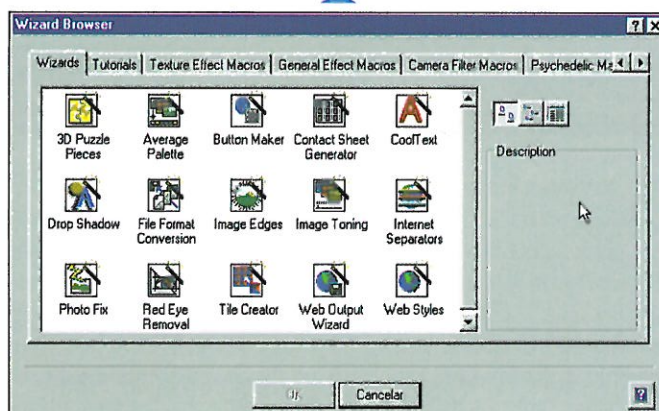 Wizard Browser
Wizards Tutorials Texture Effect Macros General Effect Macros Camera Filter Macros Psychedelic Ma
3D Puzzle Pieces
Average Palette
Button Maker
Contact Sheet Generator
CoolText
Description
Drop Shadow
File Format Conversion
Image Edges
Image Toning
Internet Separators
Photo Fix
Red Eye Removal
Tile Creator
Web Output Wizard
Web Styles
Cancelar